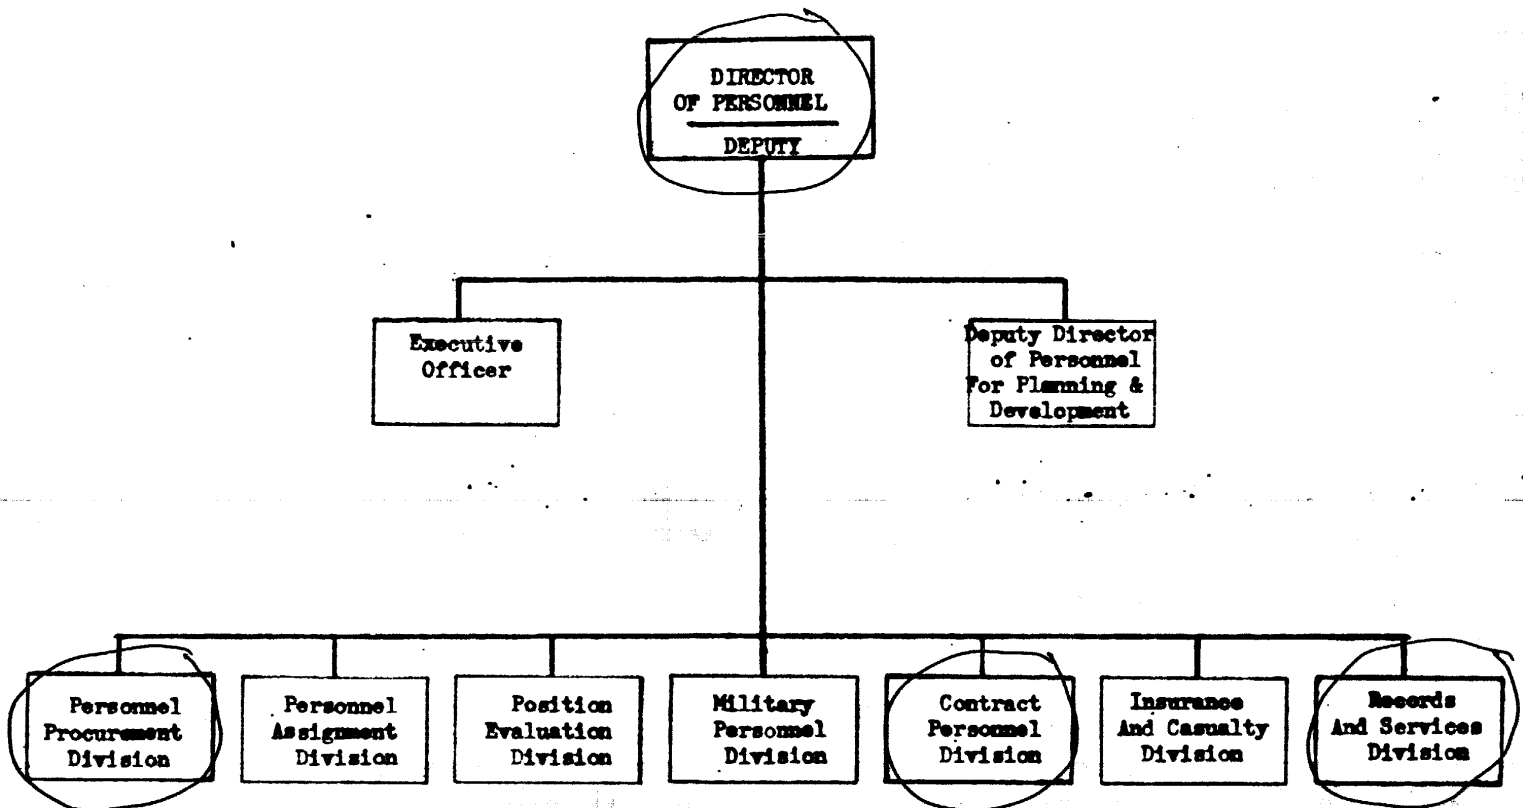 DIRECTOR
OF PERSONNEL
DEPUTY
Executive
Officer
Deputy Director
of Personnel
For Planning &
Development
Personnel
Procurement
Division
Personnel
Assignment
Division
Position
Evaluation
Division
Military
Personnel
Division
Contract
Personnel
Division
Insurance
And Casualty
Division
Records
And Services
Division